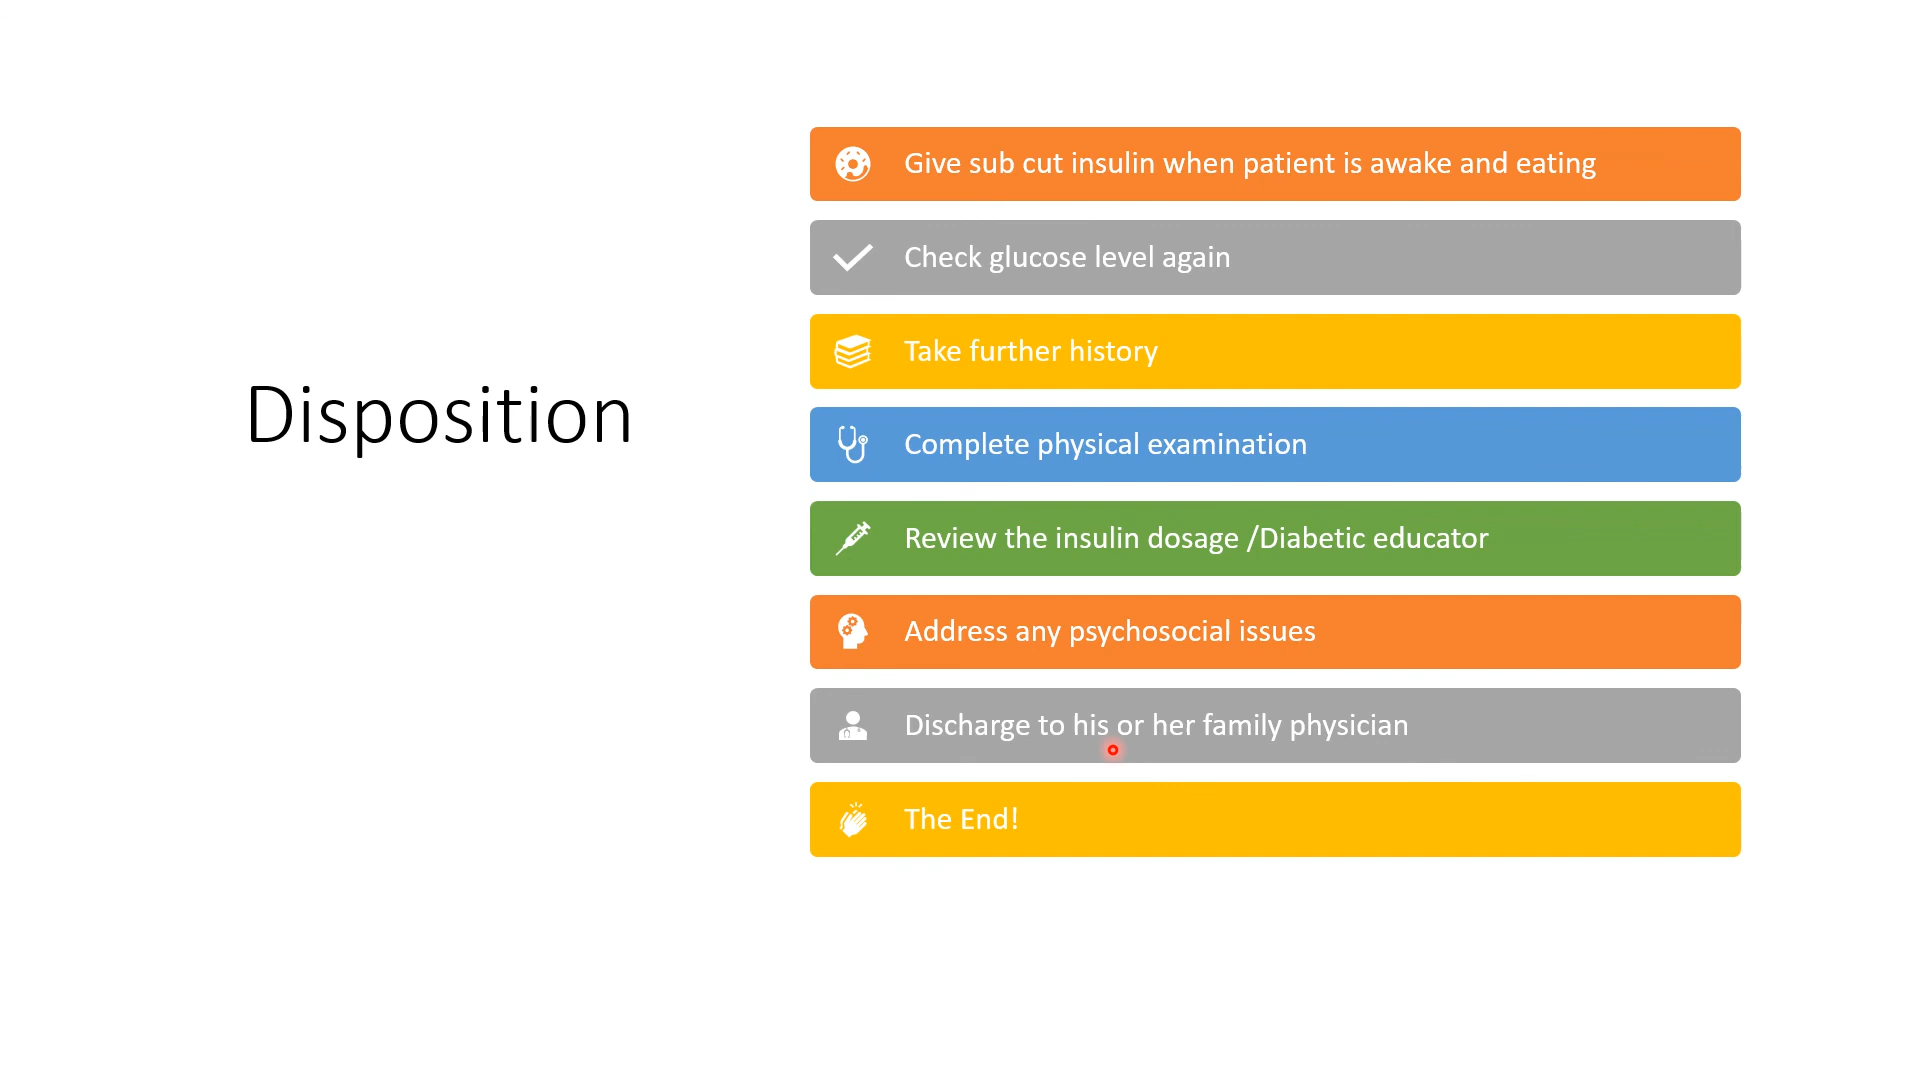 Disposition
Give sub cut insulin when patient is awake and eating
Check glucose level again
Take further history
Complete physical examination
Review the insulin dosage /Diabetic educator
Address any psychosocial issues
Discharge to his or her family physician
The End!